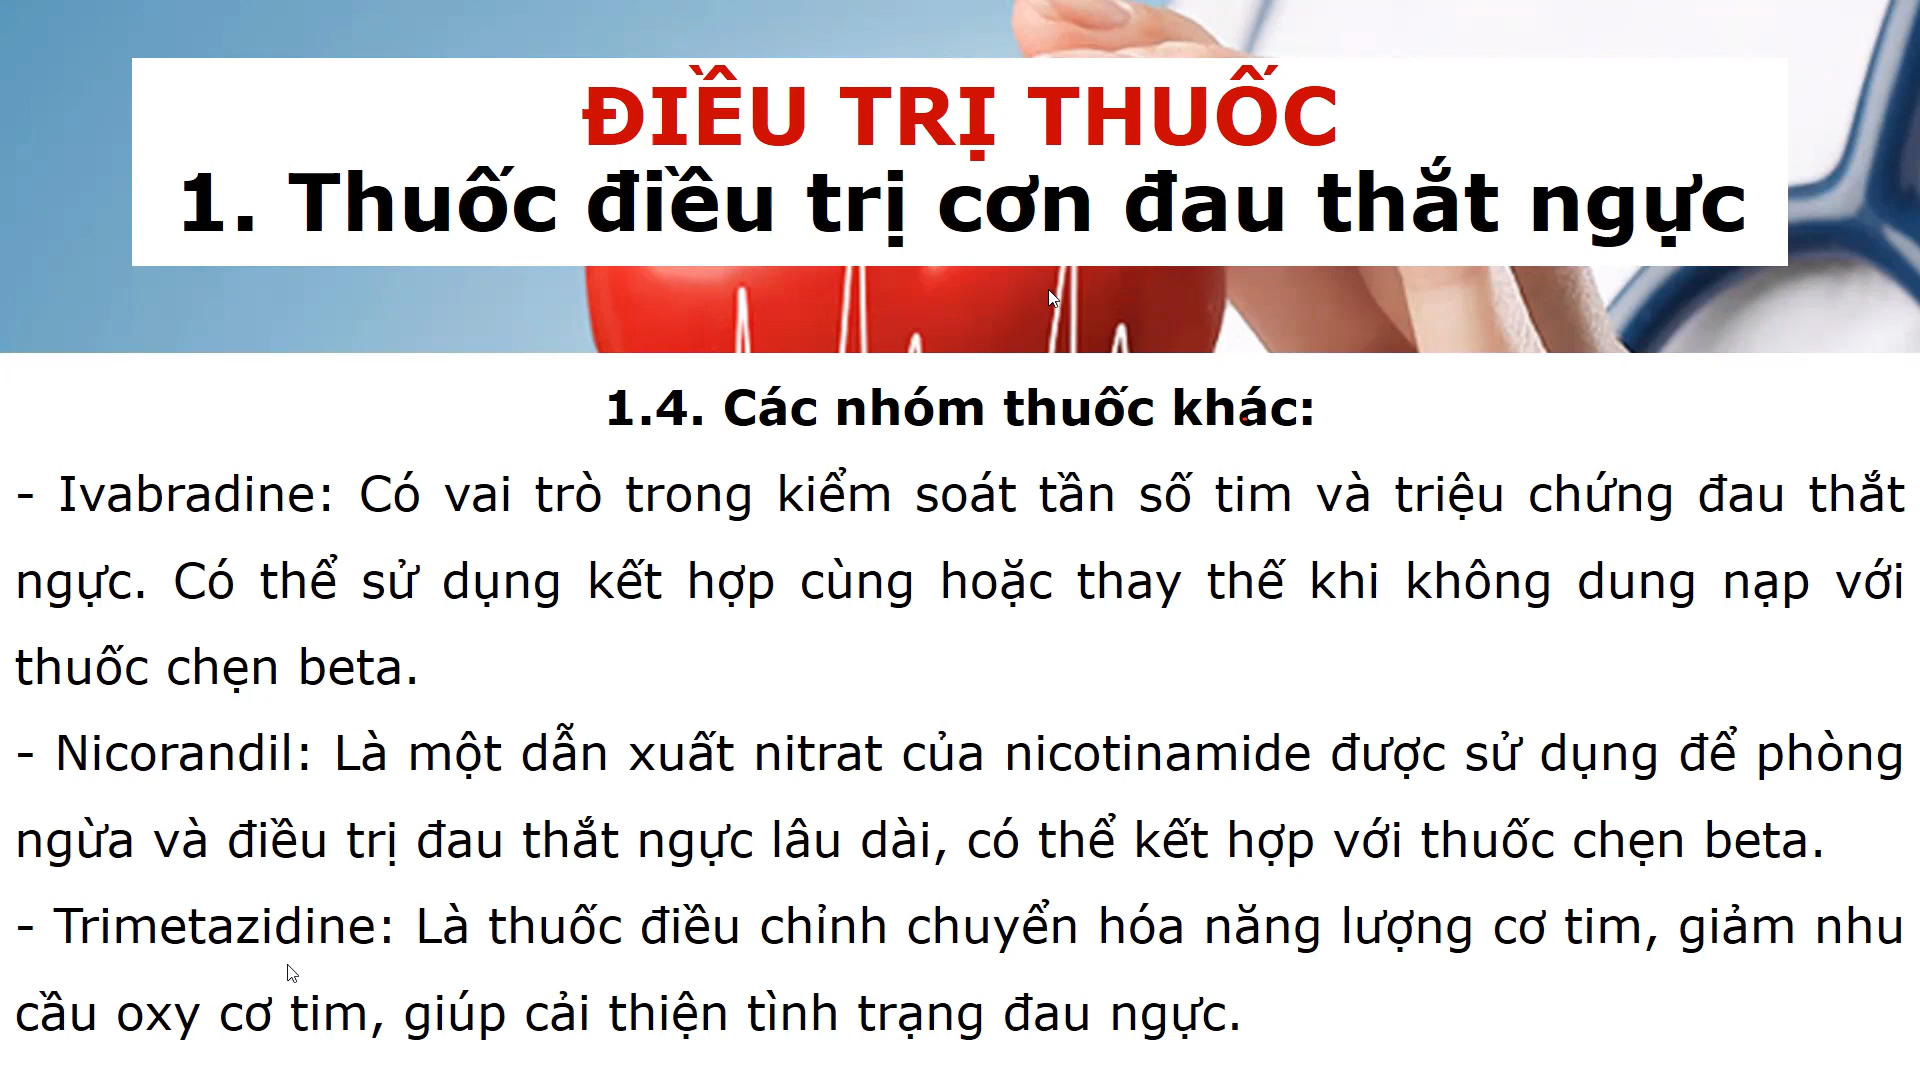 ĐIỀU TRỊ THUỐC
1. Thuốc điều trị cơn đau thắt ngực
1.4. Các nhóm thuốc khác:
- Ivabradine: Có vai trò trong kiểm soát tần số tim và triệu chứng đau thắt
ngực. Có thể sử dụng kết hợp cùng hoặc thay thế khi không dung nạp với
thuốc chẹn beta.
- Nicorandil: Là một dẫn xuất nitrat của nicotinamide được sử dụng để phòng
ngừa và điều trị đau thắt ngực lâu dài, có thể kết hợp với thuốc chẹn beta.
- Trimetazidine: Là thuốc điều chỉnh chuyển hóa năng lượng cơ tim, giảm nhu
cầu oxy cơ tim, giúp cải thiện tình trạng đau ngực.